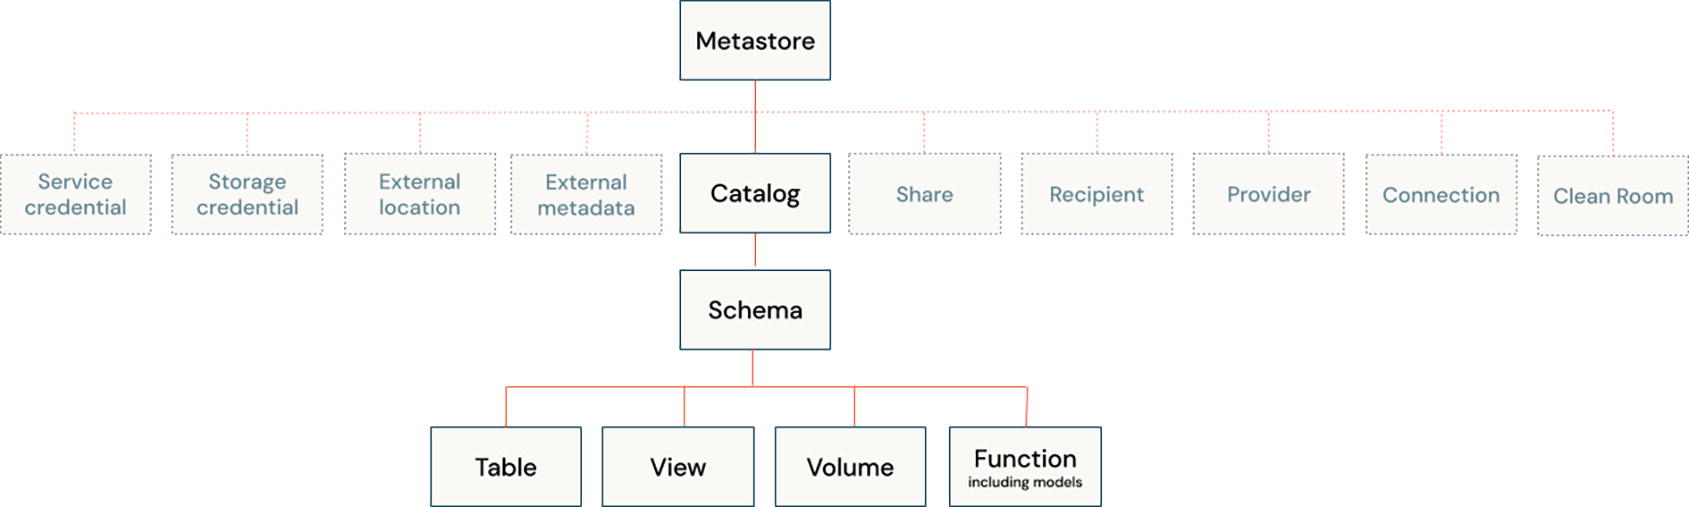 Metastore
Service
credential
Storage
credential
External
location
External
metadata
Catalog
Share
Recipient
Provider
Connection
Clean Room
Schema
Table
View
Volume
Function
including models